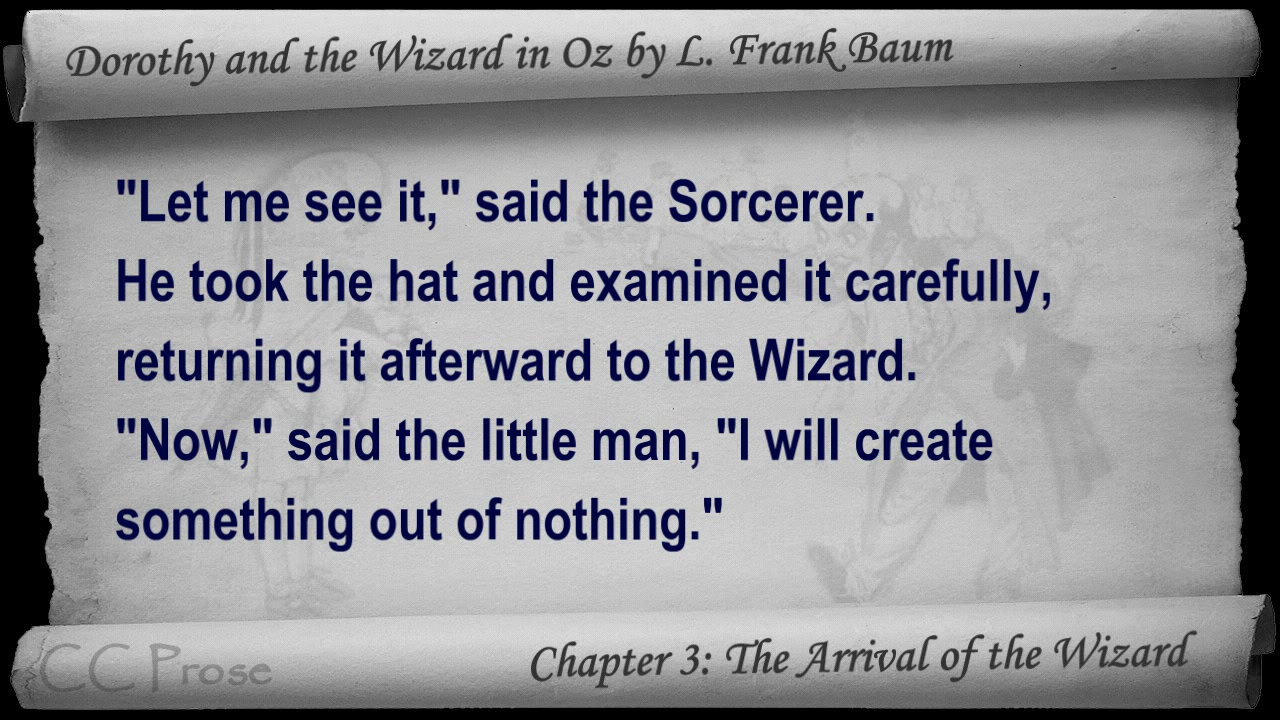 Dorothy and the Wizard in Oz by L. Frank Baum
"Let me see it," said the Sorcerer.
He took the hat and examined it carefully,
returning it afterward to the Wizard.
"Now," said the little man, "I will create
something out of nothing."
CC Prose
Chapter 3: The Arrival of the Wizard